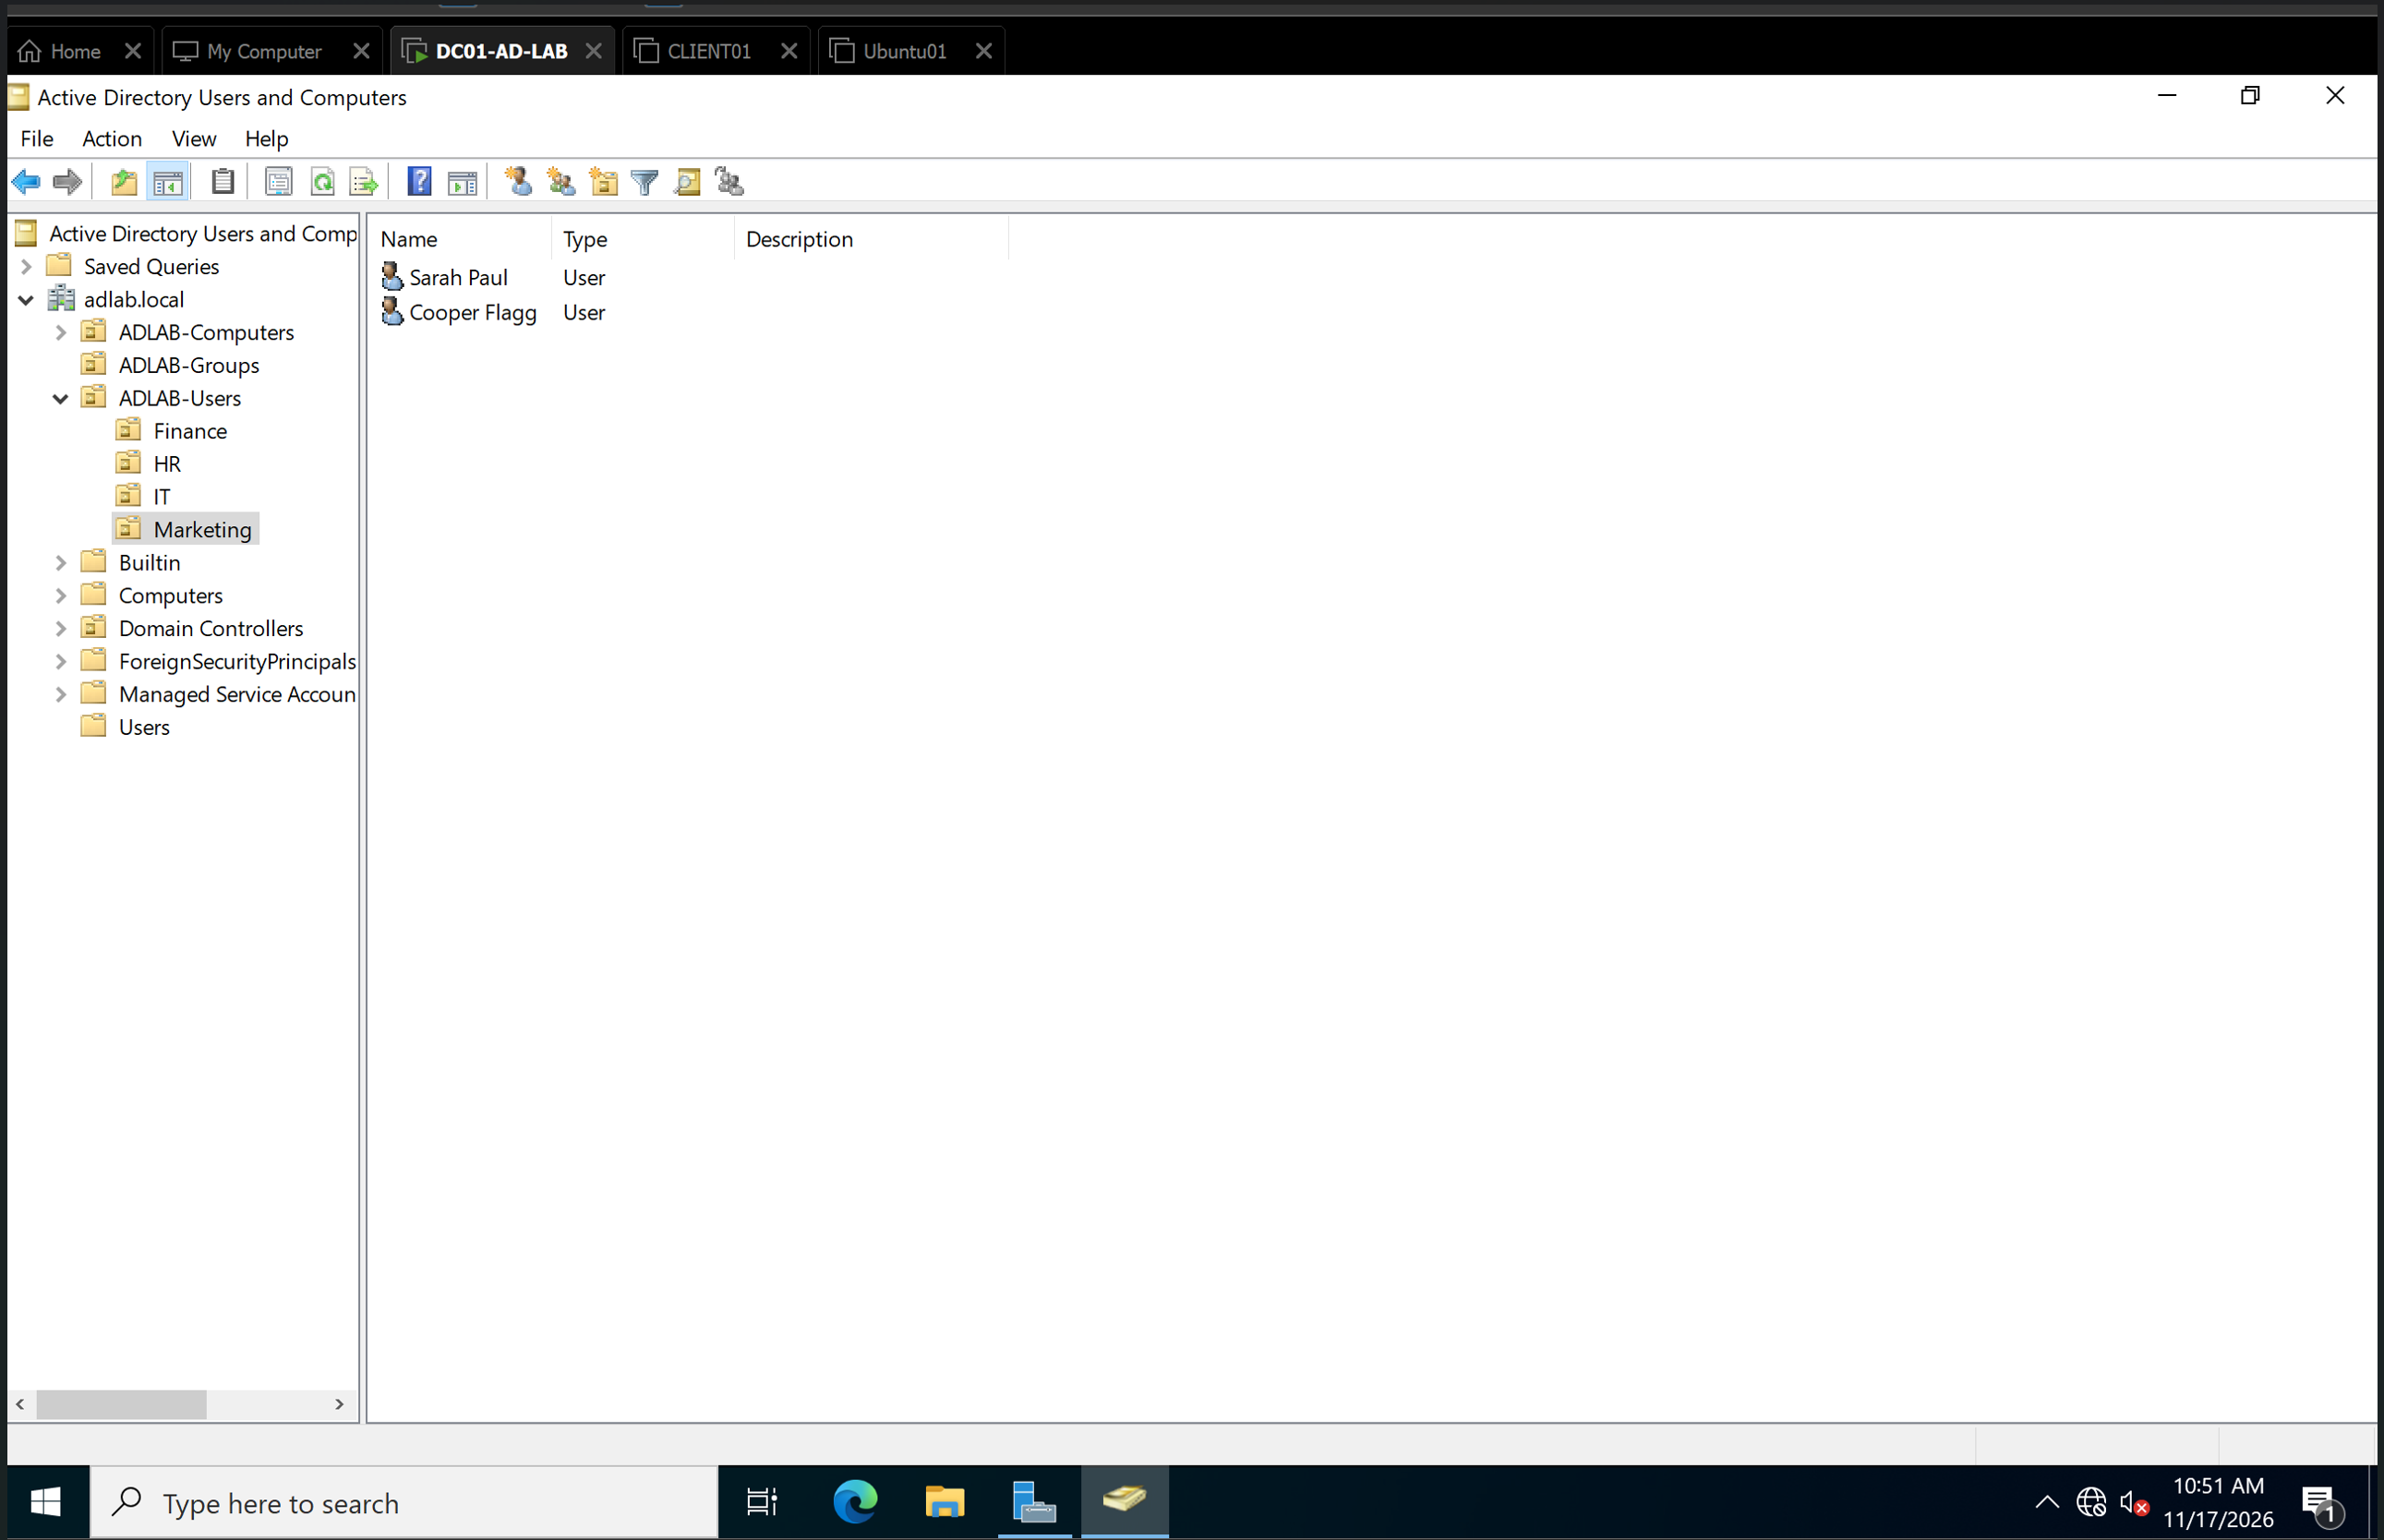 Home My Computer DC01-AD-LAB CLIENT01 Ubuntu01
Active Directory Users and Computers
File Action View Help
Active Directory Users and Comp
Saved Queries
adlab.local
ADLAB-Computers
ADLAB-Groups
ADLAB-Users
Finance
HR
IT
Marketing
Builtin
Computers
Domain Controllers
ForeignSecurityPrincipals
Managed Service Accoun
Users
Name Type Description
Sarah Paul User
Cooper Flagg User
Type here to search
10:51 AM
11/17/2026
1